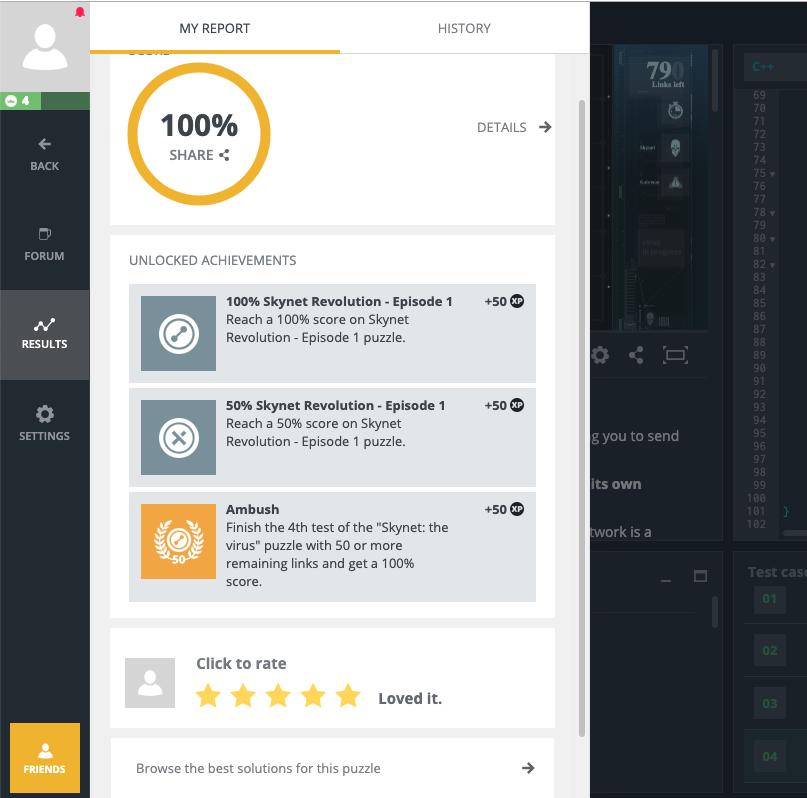 MY REPORT
HISTORY
SCORE
100%
SHARE
DETAILS
4
BACK
FORUM
RESULTS
SETTINGS
FRIENDS
UNLOCKED ACHIEVEMENTS
100% Skynet Revolution - Episode 1
+50 XP
Reach a 100% score on Skynet
Revolution - Episode 1 puzzle.
50% Skynet Revolution - Episode 1
+50 XP
Reach a 50% score on Skynet
Revolution - Episode 1 puzzle.
50
Ambush
+50 XP
Finish the 4th test of the "Skynet: the
virus" puzzle with 50 or more
remaining links and get a 100%
score.
Click to rate
Loved it.
Browse the best solutions for this puzzle
790
Links left
g you to send
its own
twork is a
C++
69
70
71
72
73
74
75
76
77
78
79
80
81
82
83
84
85
86
87
88
89
90
91
92
93
94
95
96
97
98
99
100
101 }
102
Test cas
01
02
03
04